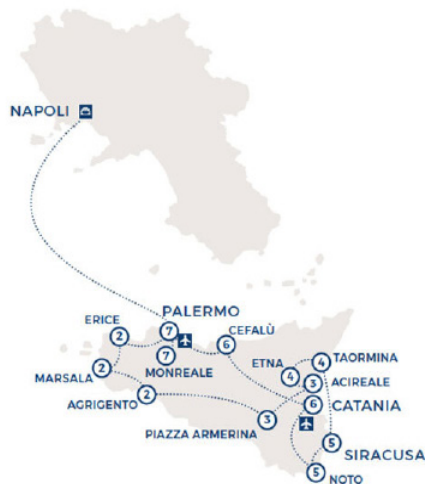 NAPOLI
PALERMO
7
ERICE
2
CEFALÙ
6
7
MONREALE
TAORMINA
4
ETNA
4
MARSALA
2
3
ACIREALE
AGRIGENTO
2
6
CATANIA
3
PIAZZA ARMERINA
5
SIRACUSA
5
NOTO